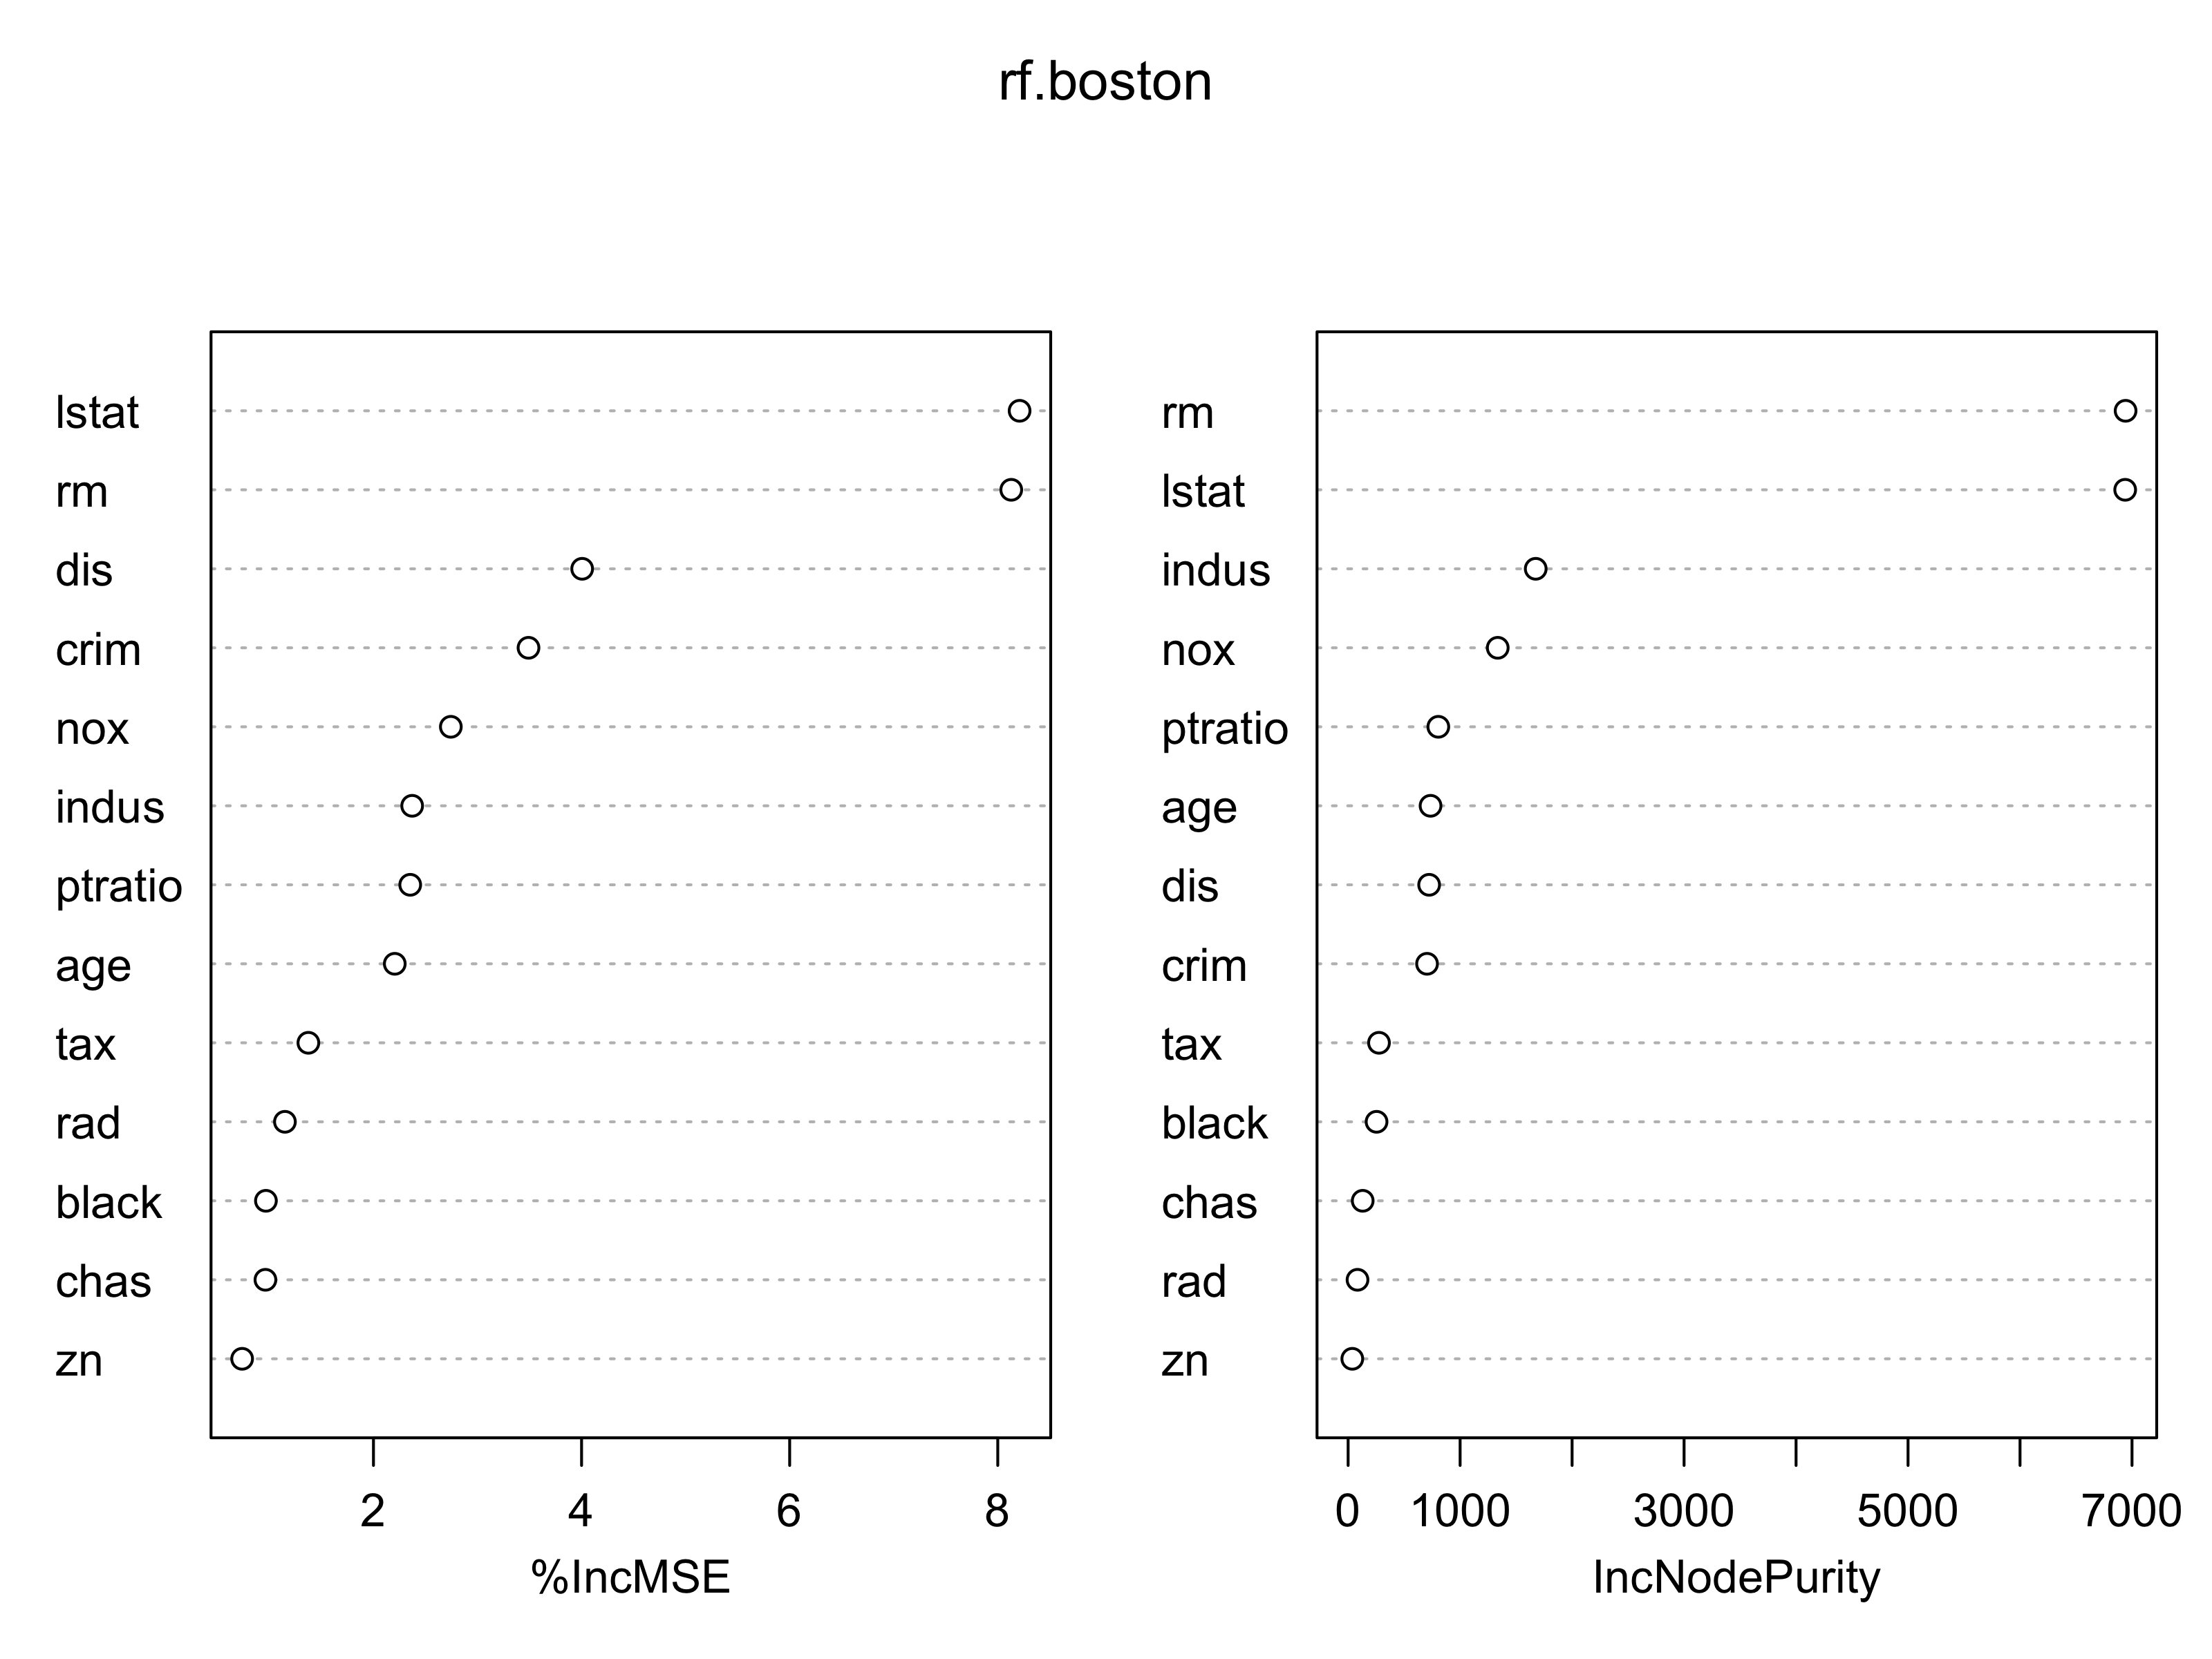 rf.boston
lstat
rm
dis
crim
nox
indus
ptratio
age
tax
rad
black
chas
zn
2 4 6 8
%IncMSE
rm
lstat
indus
nox
ptratio
age
dis
crim
tax
black
chas
rad
zn
0 1000 3000 5000 7000
IncNodePurity